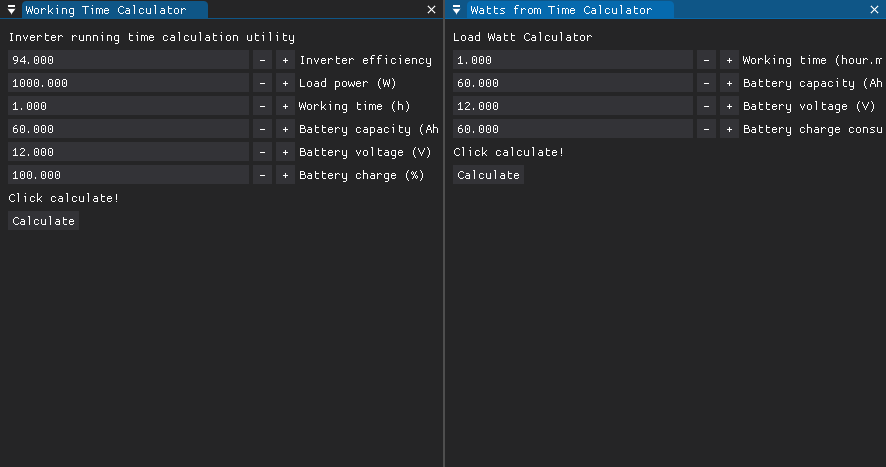 Working Time Calculator
Inverter running time calculation utility
94.000 - + Inverter efficiency
1000.000 - + Load power (W)
1.000 - + Working time (h)
60.000 - + Battery capacity (Ah
12.000 - + Battery voltage (V)
100.000 - + Battery charge (%)
Click calculate!
Calculate
Watts from Time Calculator
Load Watt Calculator
1.000 - + Working time (hour.m
60.000 - + Battery capacity (Ah
12.000 - + Battery voltage (V)
60.000 - + Battery charge consu
Click calculate!
Calculate